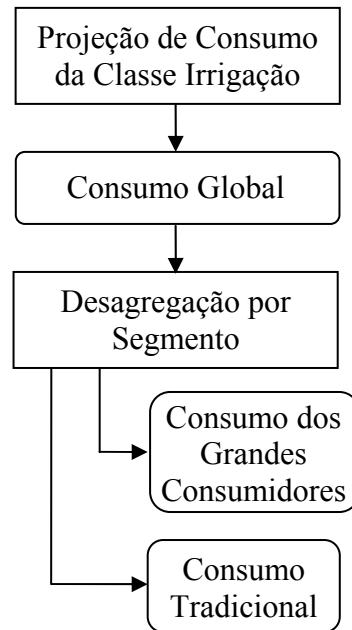 Projeção de Consumo
da Classe Irrigação
Consumo Global
Desagregação por
Segmento
Consumo dos
Grandes
Consumidores
Consumo
Tradicional